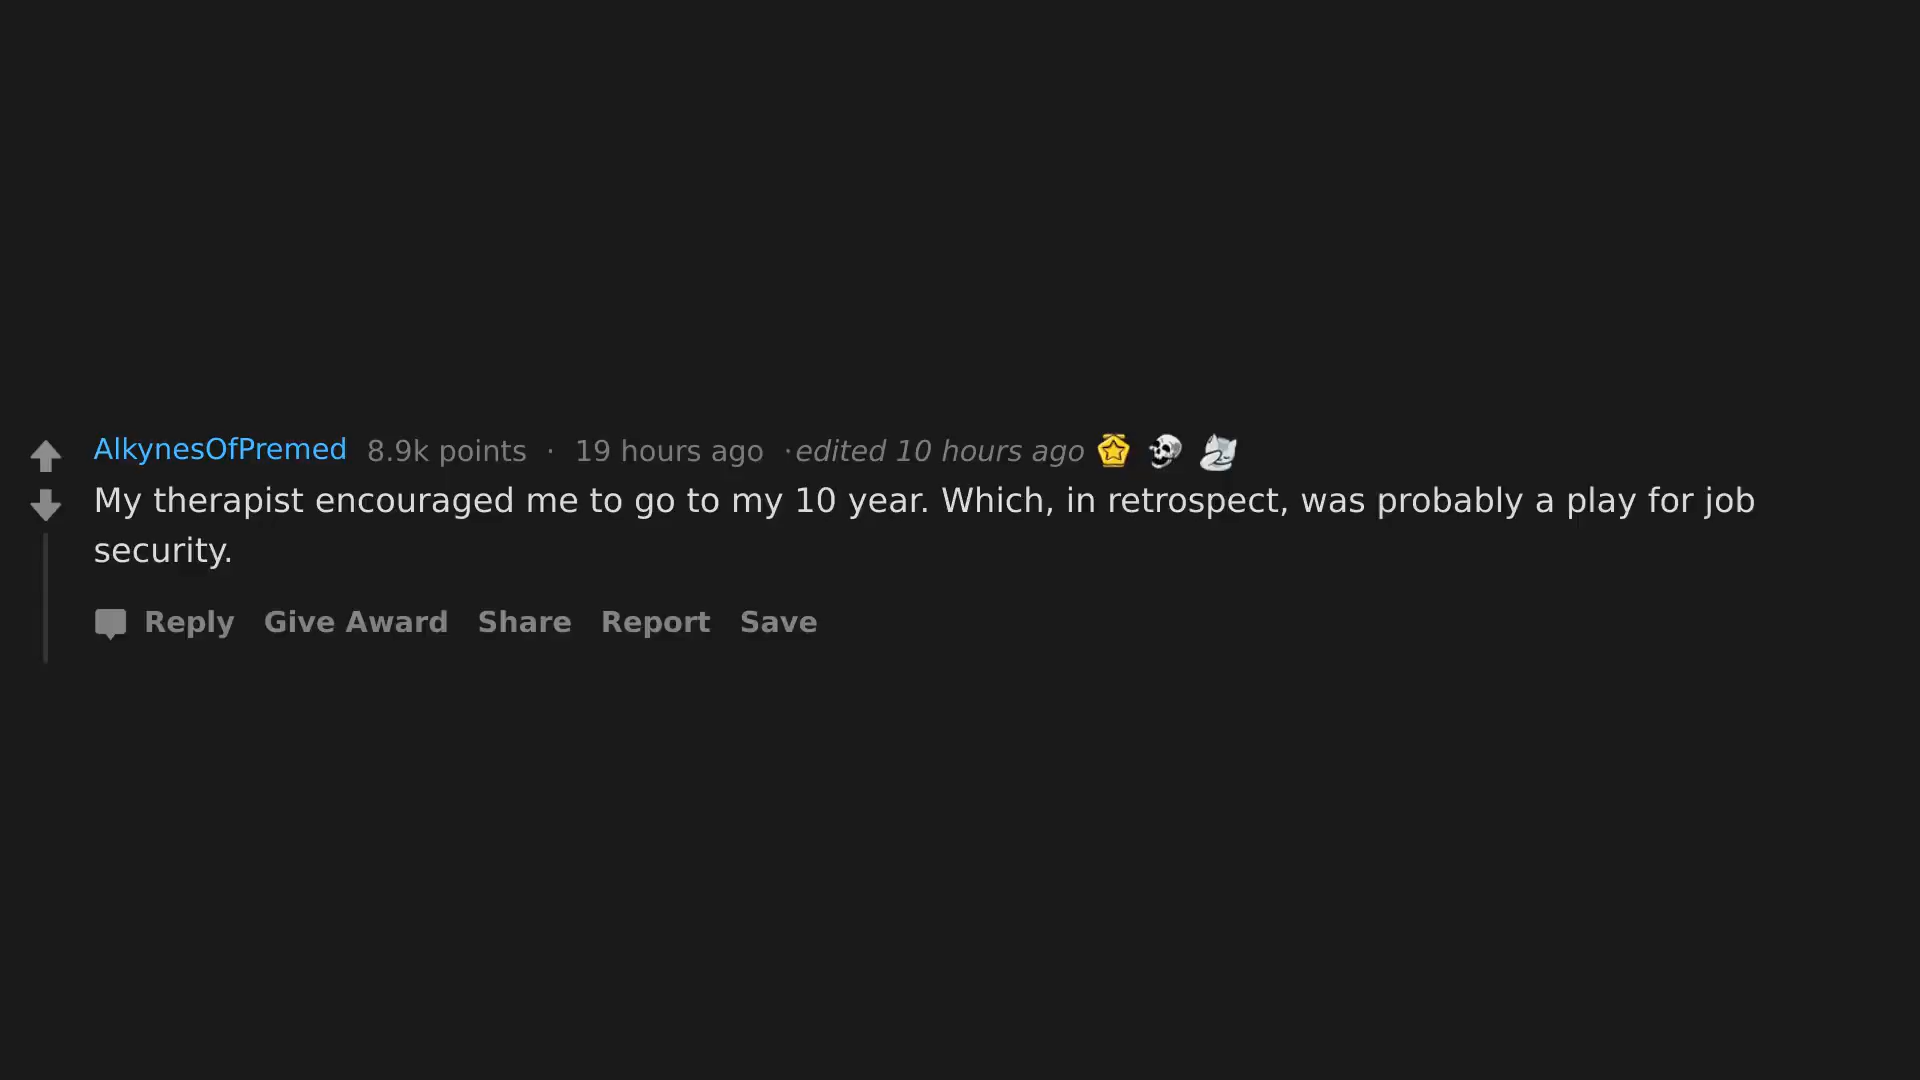 AlkynesOfPremed 8.9k points · 19 hours ago · edited 10 hours ago
My therapist encouraged me to go to my 10 year. Which, in retrospect, was probably a play for job
security.
Reply Give Award Share Report Save